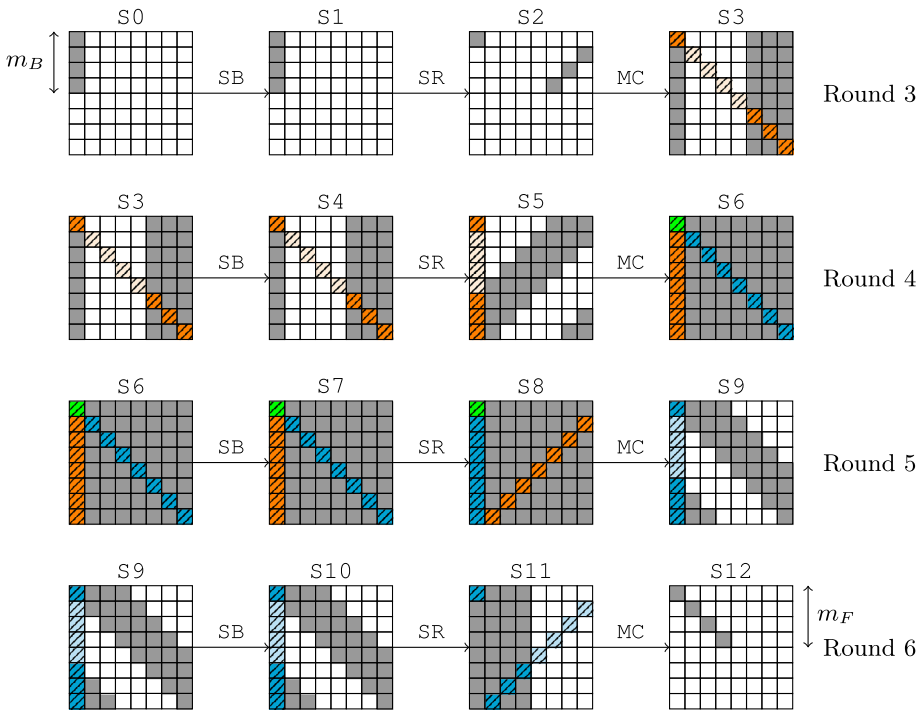 S0 S1 S2 S3
m_B SB SR MC Round 3
S3 S4 S5 S6
SB SR MC Round 4
S6 S7 S8 S9
SB SR MC Round 5
S9 S10 S11 S12
SB SR MC m_F Round 6